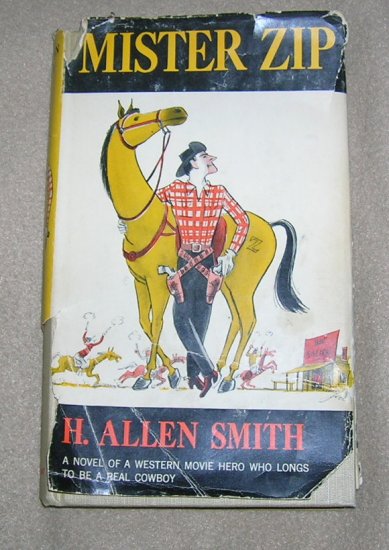 MISTER ZIP
Z
H. ALLEN SMITH
A NOVEL OF A WESTERN MOVIE HERO WHO LONGS
TO BE A REAL COWBOY